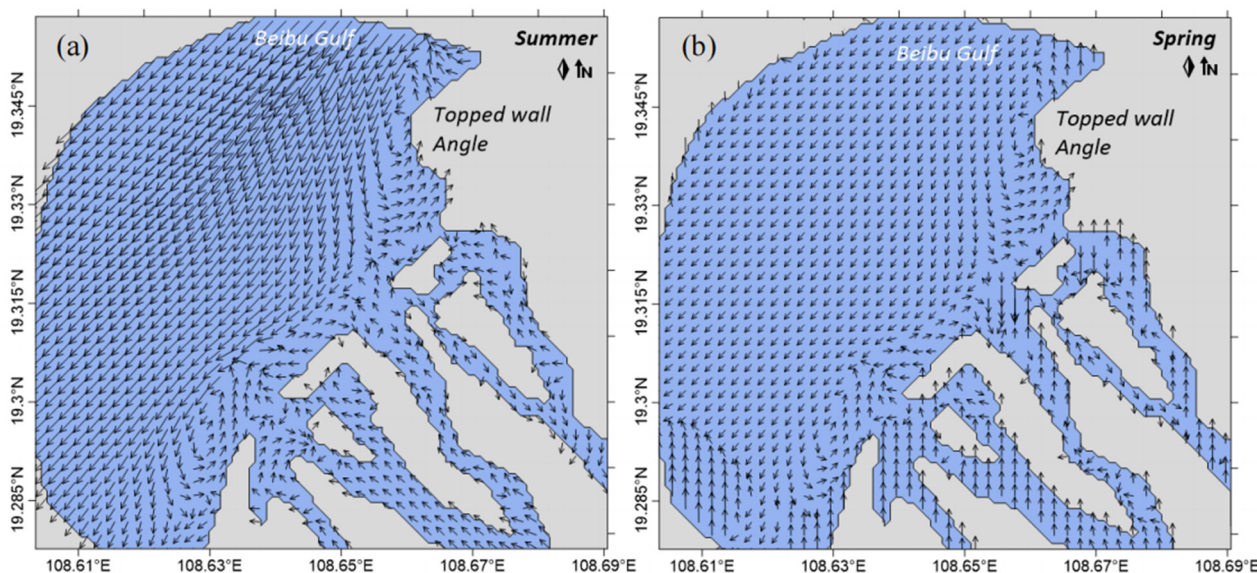 (a)
Beibu Gulf
Summer
N
Topped wall
Angle
19.345°N
19.33°N
19.315°N
19.3°N
19.285°N
108.61°E
108.63°E
108.65°E
108.67°E
108.69°E
(b)
Beibu Gulf
Spring
N
Topped wall
Angle
19.345°N
19.33°N
19.315°N
19.3°N
19.285°N
108.61°E
108.63°E
108.65°E
108.67°E
108.69°E